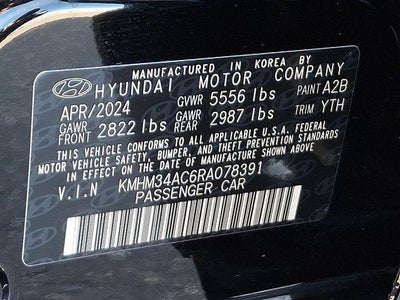 MANUFACTURED IN KOREA BY
HYUNDAI MOTOR COMPANY
APR/2024 GVWR 5556 lbs PAINT A2B
GAWR FRONT 2822 lbs GAWR REAR 2987 lbs TRIM YTH
THIS VEHICLE CONFORMS TO ALL APPLICABLE U.S.A. FEDERAL
MOTOR VEHICLE SAFETY, BUMPER, AND THEFT PREVENTION STANDARDS
IN EFFECT ON THE DATE OF MANUFACTURE SHOWN ABOVE.
V.I.N KMHM34AC6RA078391
PASSENGER CAR